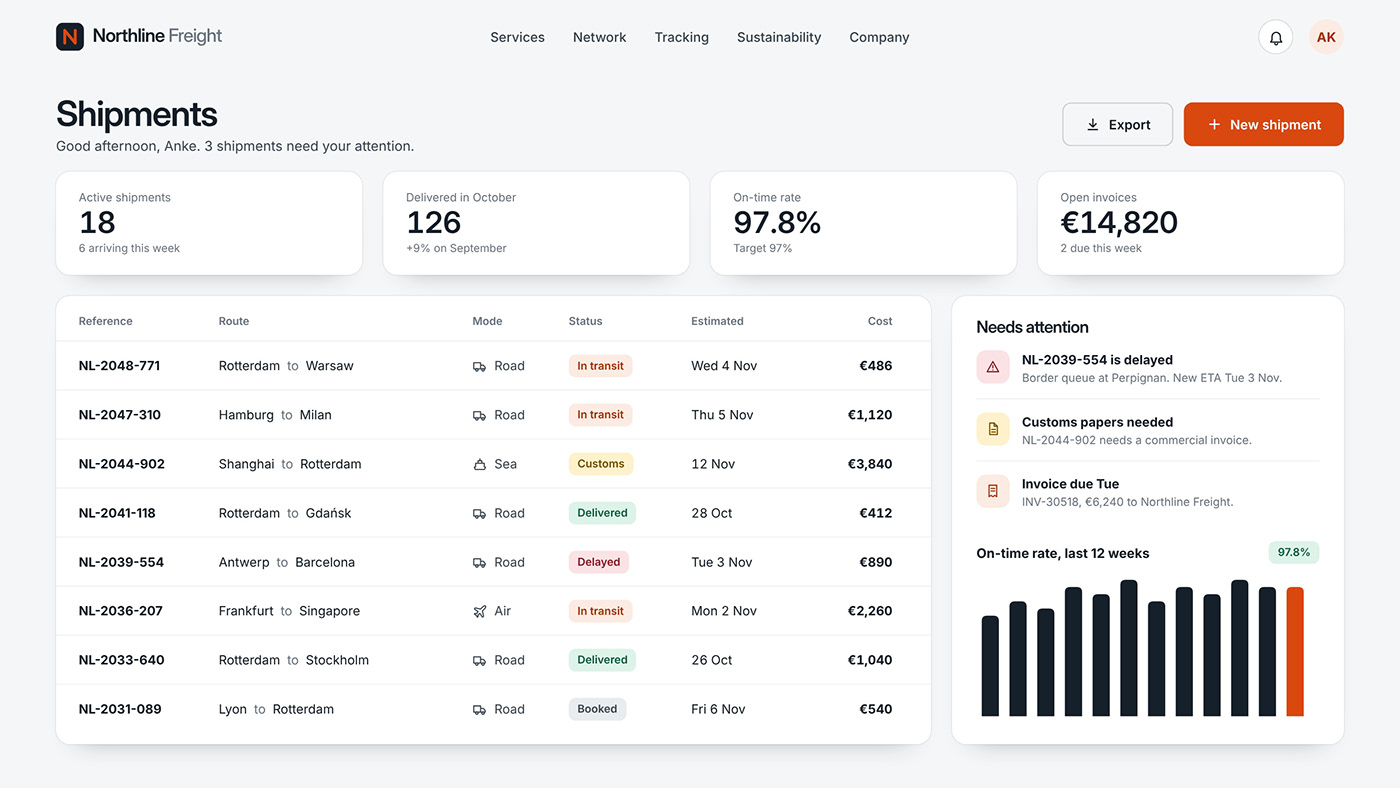 N Northline Freight
Services Network Tracking Sustainability Company
AK
Shipments
Good afternoon, Anke. 3 shipments need your attention.
Export
+ New shipment
Active shipments
18
6 arriving this week
Delivered in October
126
+9% on September
On-time rate
97.8%
Target 97%
Open invoices
€14,820
2 due this week
Reference Route Mode Status Estimated Cost
NL-2048-771 Rotterdam to Warsaw Road In transit Wed 4 Nov €486
NL-2047-310 Hamburg to Milan Road In transit Thu 5 Nov €1,120
NL-2044-902 Shanghai to Rotterdam Sea Customs 12 Nov €3,840
NL-2041-118 Rotterdam to Gdańsk Road Delivered 28 Oct €412
NL-2039-554 Antwerp to Barcelona Road Delayed Tue 3 Nov €890
NL-2036-207 Frankfurt to Singapore Air In transit Mon 2 Nov €2,260
NL-2033-640 Rotterdam to Stockholm Road Delivered 26 Oct €1,040
NL-2031-089 Lyon to Rotterdam Road Booked Fri 6 Nov €540
Needs attention
NL-2039-554 is delayed
Border queue at Perpignan. New ETA Tue 3 Nov.
Customs papers needed
NL-2044-902 needs a commercial invoice.
Invoice due Tue
INV-30518, €6,240 to Northline Freight.
On-time rate, last 12 weeks 97.8%